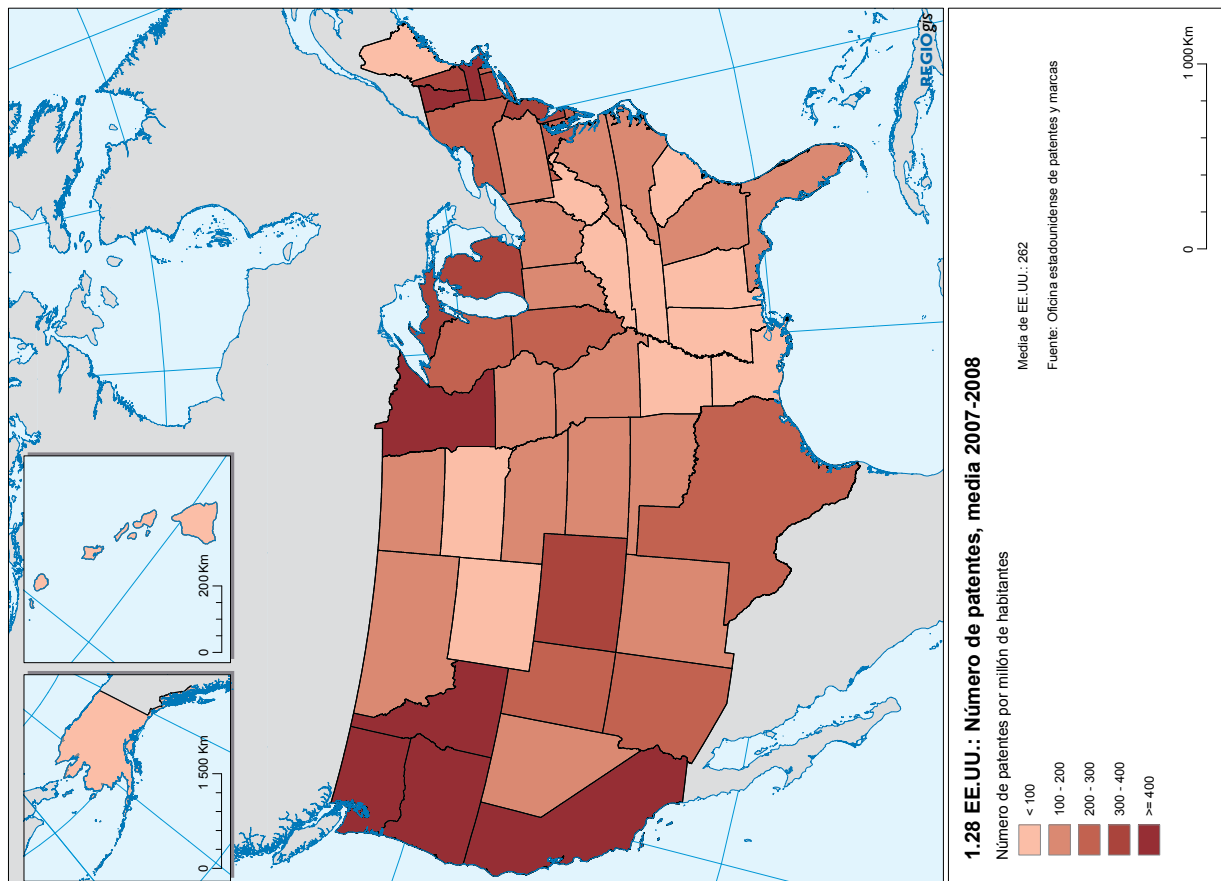 REGIOgis
0 1 500 Km
0 200 Km
1.28 EE.UU.: Número de patentes, media 2007-2008
Número de patentes por millón de habitantes
< 100
100 - 200
200 - 300
300 - 400
>= 400
Media de EE.UU.: 262
Fuente: Oficina estadounidense de patentes y marcas
0 1 000 Km